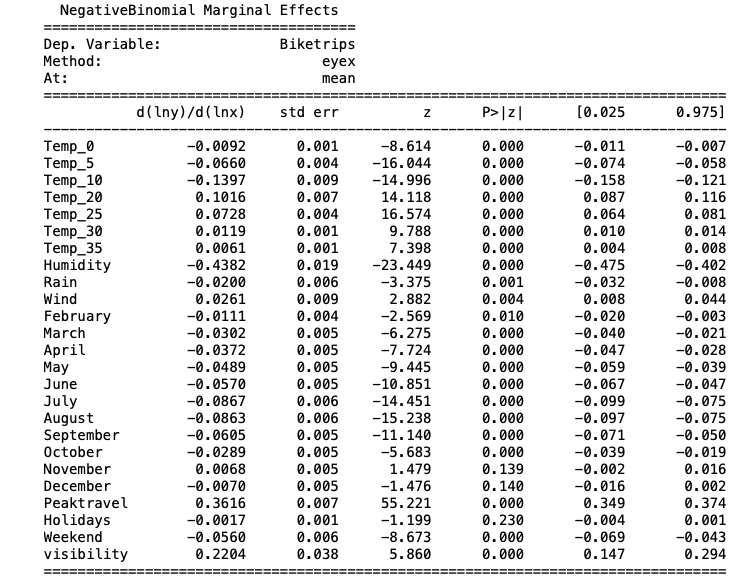 NegativeBinomial Marginal Effects
=====================================
Dep. Variable: Biketrips
Method: eyex
At: mean
==============================================================================
d(lny)/d(lnx) std err z P>|z| [0.025 0.975]
------------------------------------------------------------------------------
Temp_0 -0.0092 0.001 -8.614 0.000 -0.011 -0.007
Temp_5 -0.0660 0.004 -16.044 0.000 -0.074 -0.058
Temp_10 -0.1397 0.009 -14.996 0.000 -0.158 -0.121
Temp_20 0.1016 0.007 14.118 0.000 0.087 0.116
Temp_25 0.0728 0.004 16.574 0.000 0.064 0.081
Temp_30 0.0119 0.001 9.788 0.000 0.010 0.014
Temp_35 0.0061 0.001 7.398 0.000 0.004 0.008
Humidity -0.4382 0.019 -23.449 0.000 -0.475 -0.402
Rain -0.0200 0.006 -3.375 0.001 -0.032 -0.008
Wind 0.0261 0.009 2.882 0.004 0.008 0.044
February -0.0111 0.004 -2.569 0.010 -0.020 -0.003
March -0.0302 0.005 -6.275 0.000 -0.040 -0.021
April -0.0372 0.005 -7.724 0.000 -0.047 -0.028
May -0.0489 0.005 -9.445 0.000 -0.059 -0.039
June -0.0570 0.005 -10.851 0.000 -0.067 -0.047
July -0.0867 0.006 -14.451 0.000 -0.099 -0.075
August -0.0863 0.006 -15.238 0.000 -0.097 -0.075
September -0.0605 0.005 -11.140 0.000 -0.071 -0.050
October -0.0289 0.005 -5.683 0.000 -0.039 -0.019
November 0.0068 0.005 1.479 0.139 -0.002 0.016
December -0.0070 0.005 -1.476 0.140 -0.016 0.002
Peaktravel 0.3616 0.007 55.221 0.000 0.349 0.374
Holidays -0.0017 0.001 -1.199 0.230 -0.004 0.001
Weekend -0.0560 0.006 -8.673 0.000 -0.069 -0.043
visibility 0.2204 0.038 5.860 0.000 0.147 0.294
==============================================================================